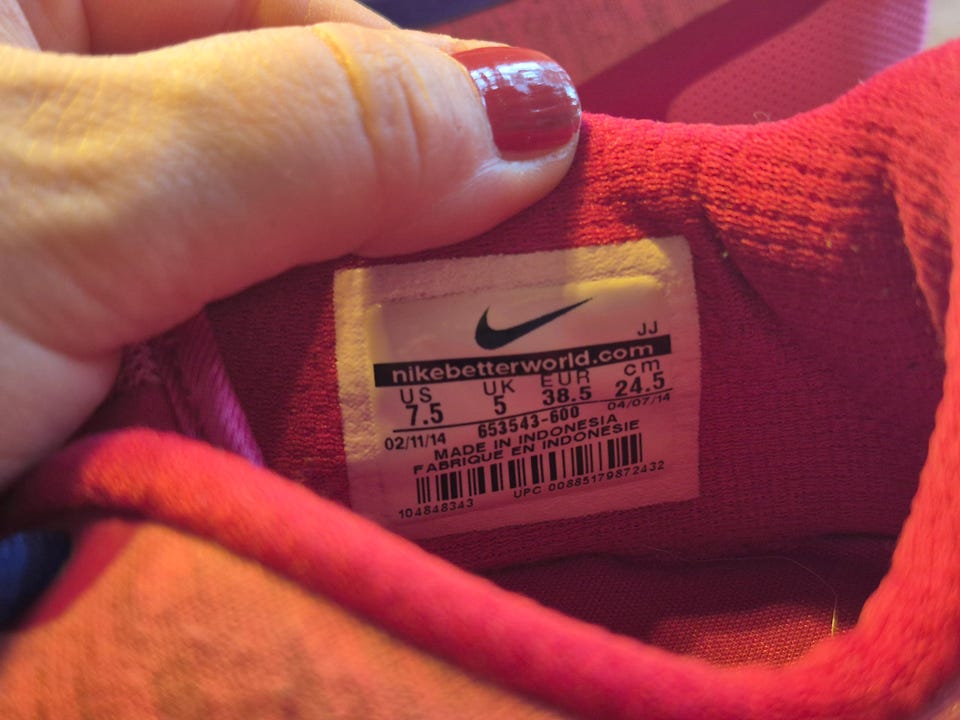 JJ
nikebetterworld.com
US UK EUR cm
7.5 5 38.5 24.5
02/11/14 653543-600 04/07/14
MADE IN INDONESIA
FABRIQUE EN INDONESIE
104848343 UPC 00885179872432